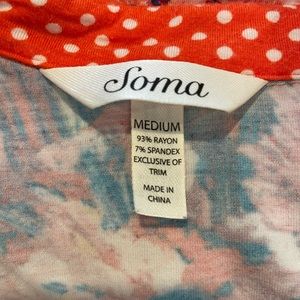 Soma
MEDIUM
93% RAYON
7% SPANDEX
EXCLUSIVE OF
TRIM
MADE IN
CHINA